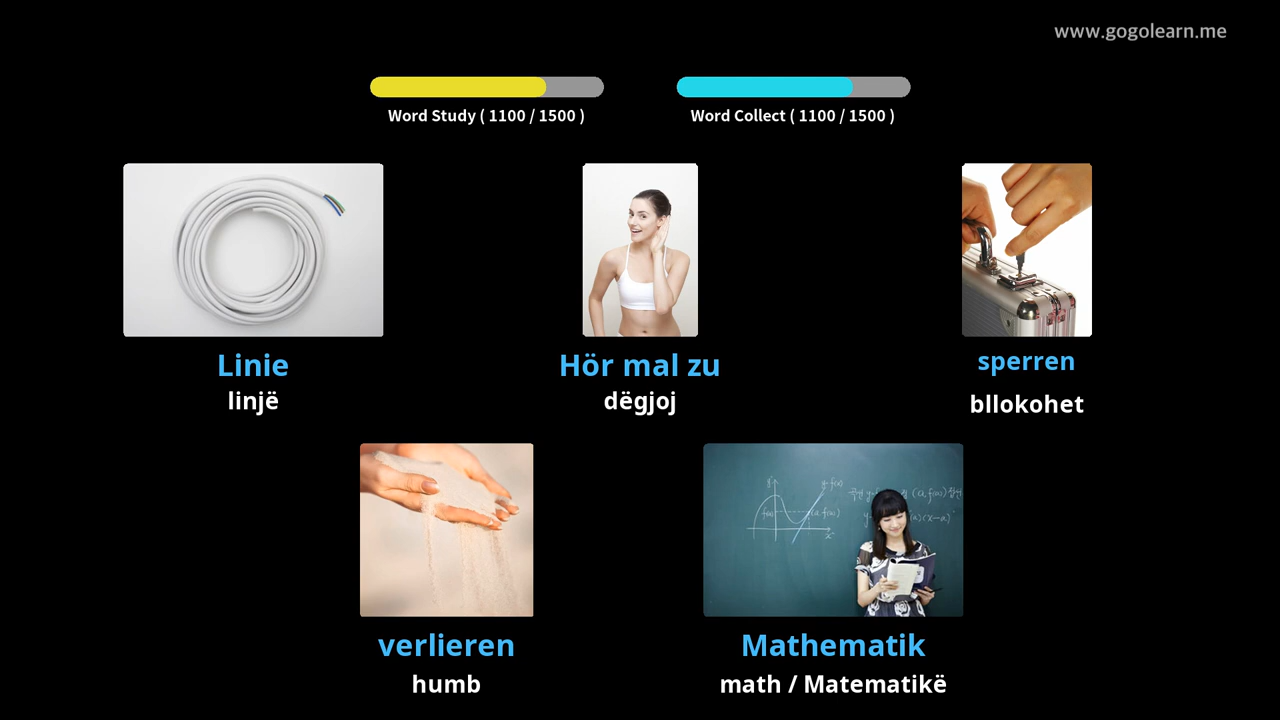 www.gogolearn.me
Word Study ( 1100 / 1500 )
Word Collect ( 1100 / 1500 )
Linie
linjë
Hör mal zu
dëgjoj
sperren
bllokohet
verlieren
humb
Mathematik
math / Matematikë